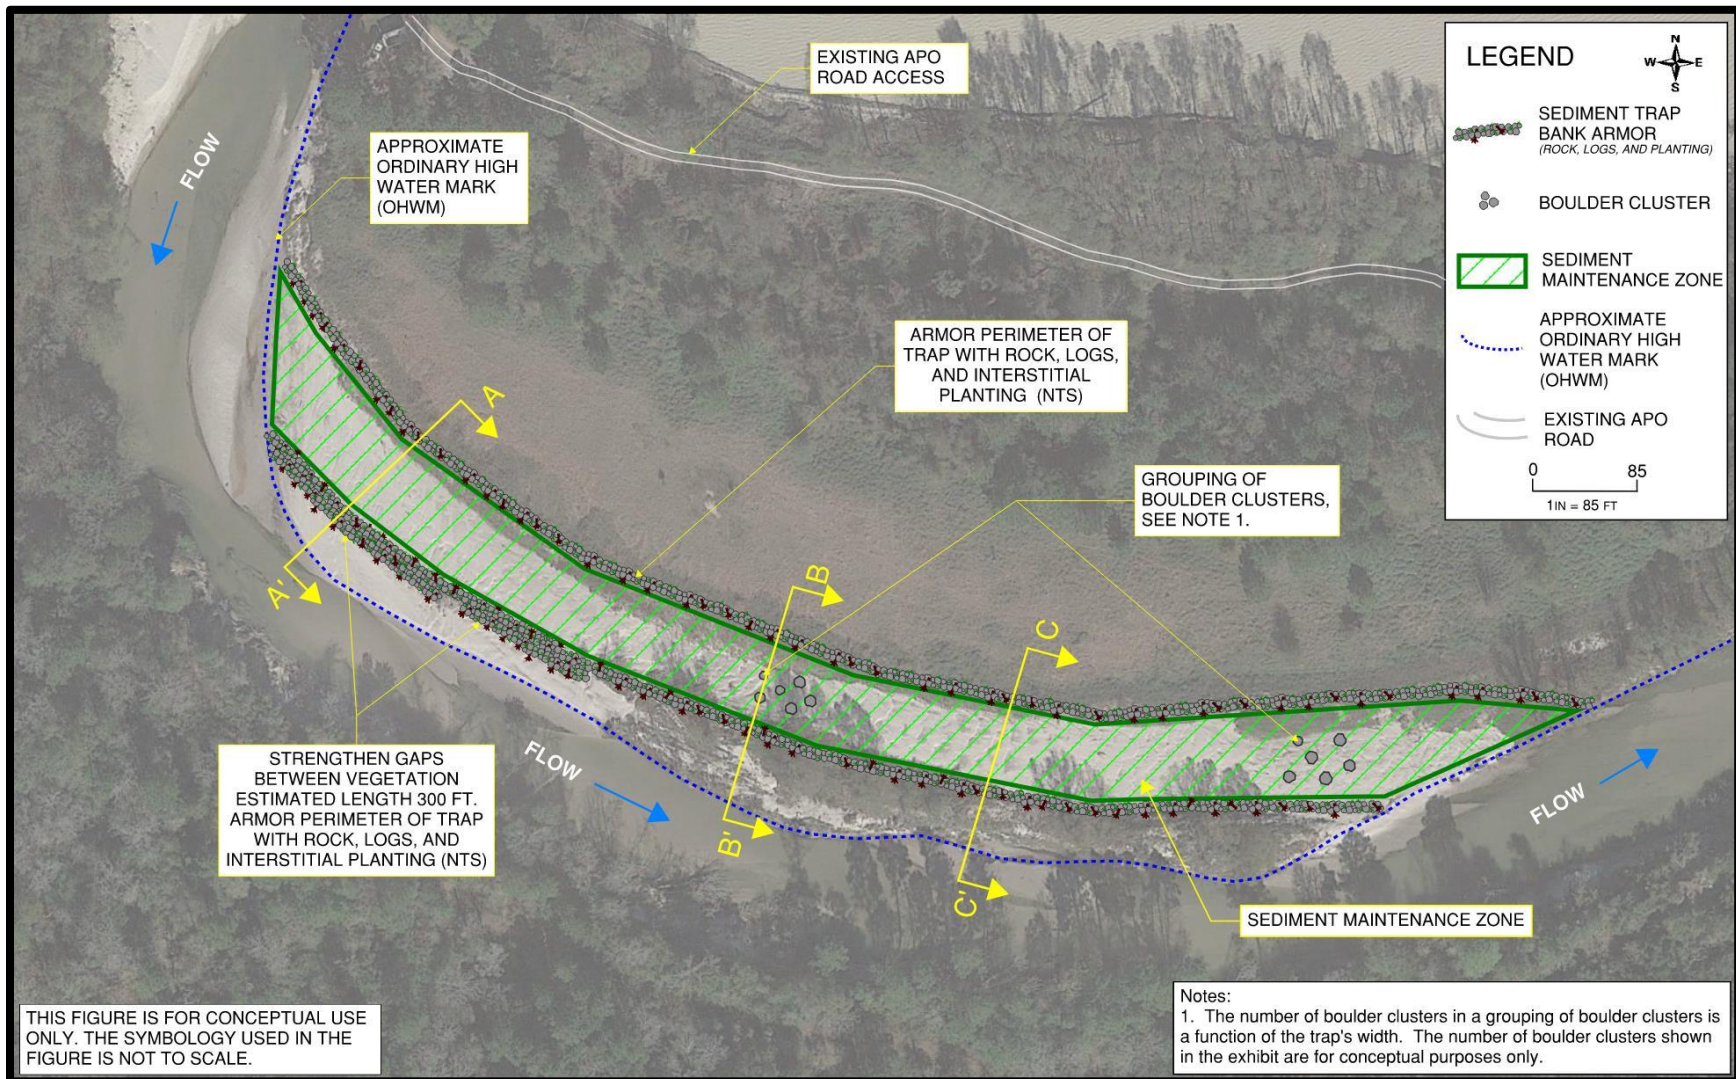 EXISTING APO
ROAD ACCESS
APPROXIMATE
ORDINARY HIGH
WATER MARK
(OHWM)
FLOW
ARMOR PERIMETER OF
TRAP WITH ROCK, LOGS,
AND INTERSTITIAL
PLANTING (NTS)
A
A'
GROUPING OF
BOULDER CLUSTERS,
SEE NOTE 1.
B
B'
C
C'
STRENGTHEN GAPS
BETWEEN VEGETATION
ESTIMATED LENGTH 300 FT.
ARMOR PERIMETER OF TRAP
WITH ROCK, LOGS, AND
INTERSTITIAL PLANTING (NTS)
FLOW
FLOW
SEDIMENT MAINTENANCE ZONE
LEGEND
N
W E
S
SEDIMENT TRAP
BANK ARMOR
(ROCK, LOGS, AND PLANTING)
BOULDER CLUSTER
SEDIMENT
MAINTENANCE ZONE
APPROXIMATE
ORDINARY HIGH
WATER MARK
(OHWM)
EXISTING APO
ROAD
0 85
1IN = 85 FT
THIS FIGURE IS FOR CONCEPTUAL USE
ONLY. THE SYMBOLOGY USED IN THE
FIGURE IS NOT TO SCALE.
Notes:
1. The number of boulder clusters in a grouping of boulder clusters is
a function of the trap's width. The number of boulder clusters shown
in the exhibit are for conceptual purposes only.